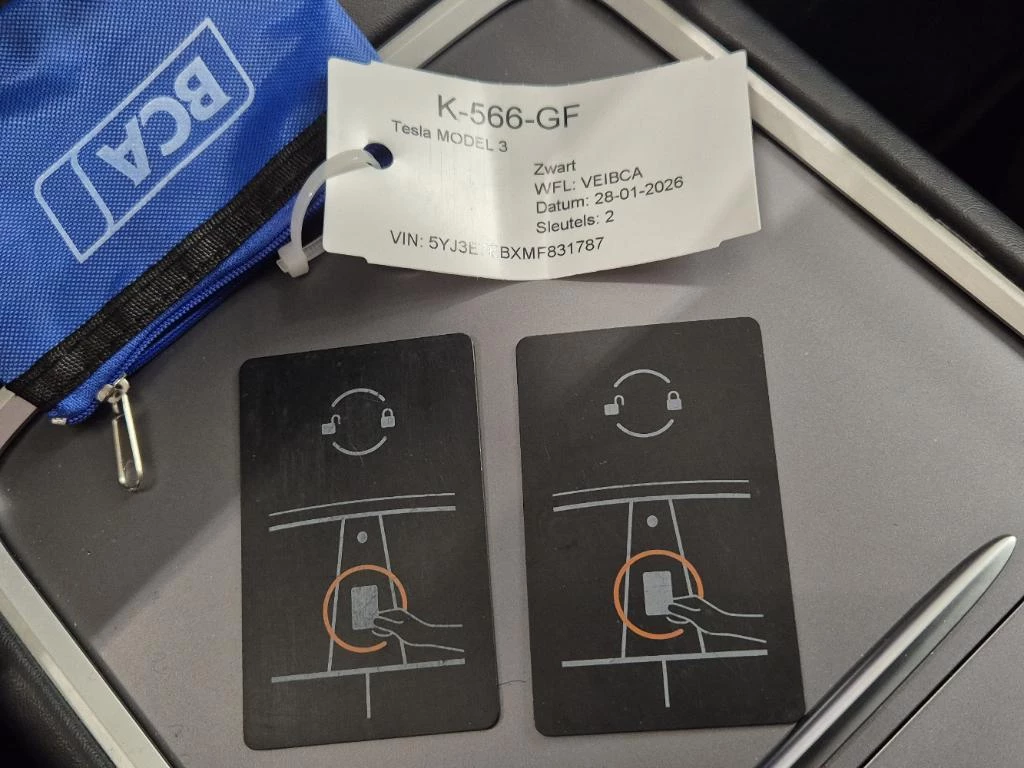 BCA
K-566-GF
Tesla MODEL 3
Zwart
WFL: VEIBCA
Datum: 28-01-2026
Sleutels: 2
VIN: